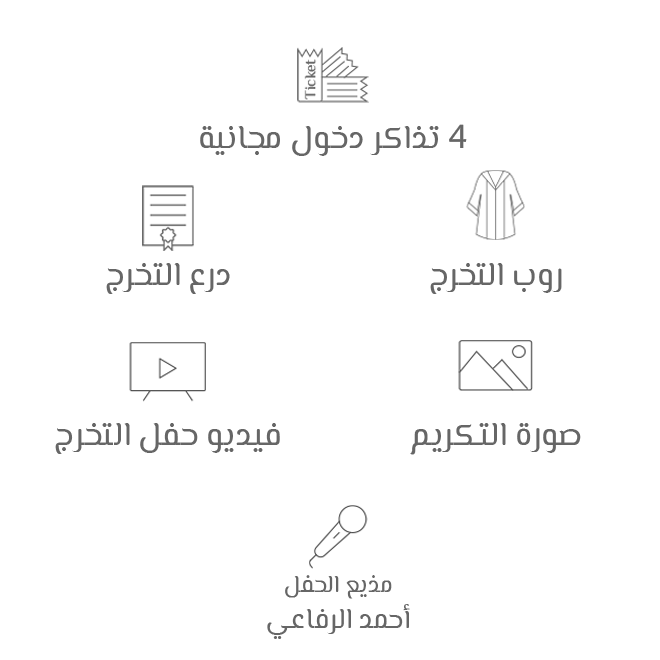 Ticket
4 تذاكر دخول مجانية
روب التخرج
درع التخرج
صورة التكريم
فيديو حفل التخرج
مذيع الحفل
أحمد الرفاعي